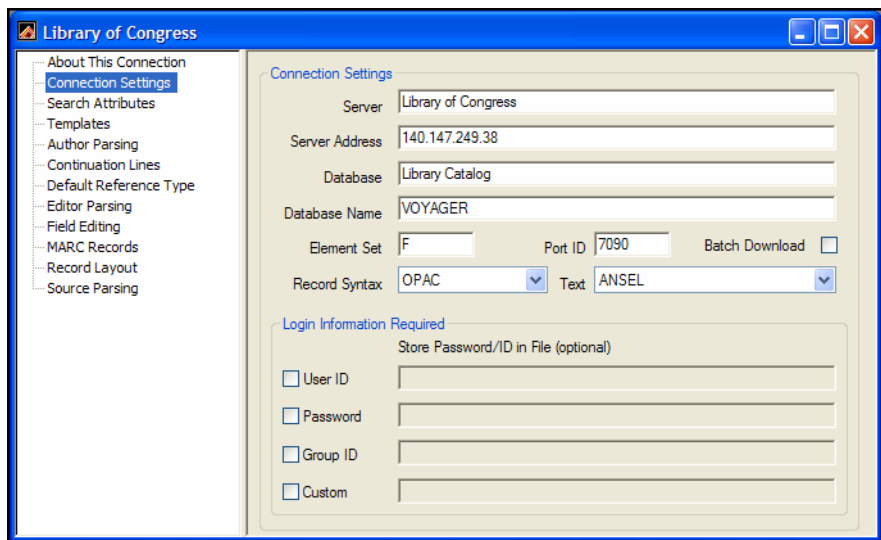 Library of Congress
About This Connection
Connection Settings
Search Attributes
Templates
Author Parsing
Continuation Lines
Default Reference Type
Editor Parsing
Field Editing
MARC Records
Record Layout
Source Parsing
Connection Settings
Server Library of Congress
Server Address 140.147.249.38
Database Library Catalog
Database Name VOYAGER
Element Set F Port ID 7090 Batch Download
Record Syntax OPAC Text ANSEL
Login Information Required
Store Password/ID in File (optional)
User ID
Password
Group ID
Custom